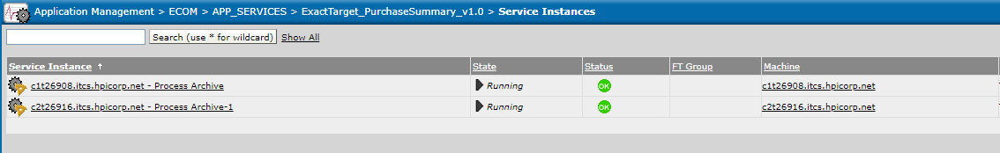 Application Management > ECOM > APP_SERVICES > ExactTarget_PurchaseSummary_v1.0 > Service Instances
Search (use * for wildcard) Show All
Service Instance ↑ State Status FT Group Machine
c1t26908.itcs.hpicorp.net - Process Archive Running OK c1t26908.itcs.hpicorp.net
c2t26916.itcs.hpicorp.net - Process Archive-1 Running OK c2t26916.itcs.hpicorp.net